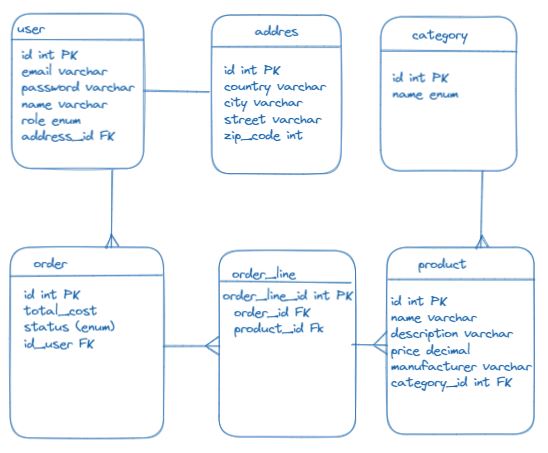 user
id int PK
email varchar
password varchar
name varchar
role enum
address_id FK
addres
id int PK
country varchar
city varchar
street varchar
zip_code int
category
id int PK
name enum
order
id int PK
total_cost
status (enum)
id_user FK
order_line
order_line_id int PK
order_id FK
product_id Fk
product
id int PK
name varchar
description varchar
price decimal
manufacturer varchar
category_id int FK